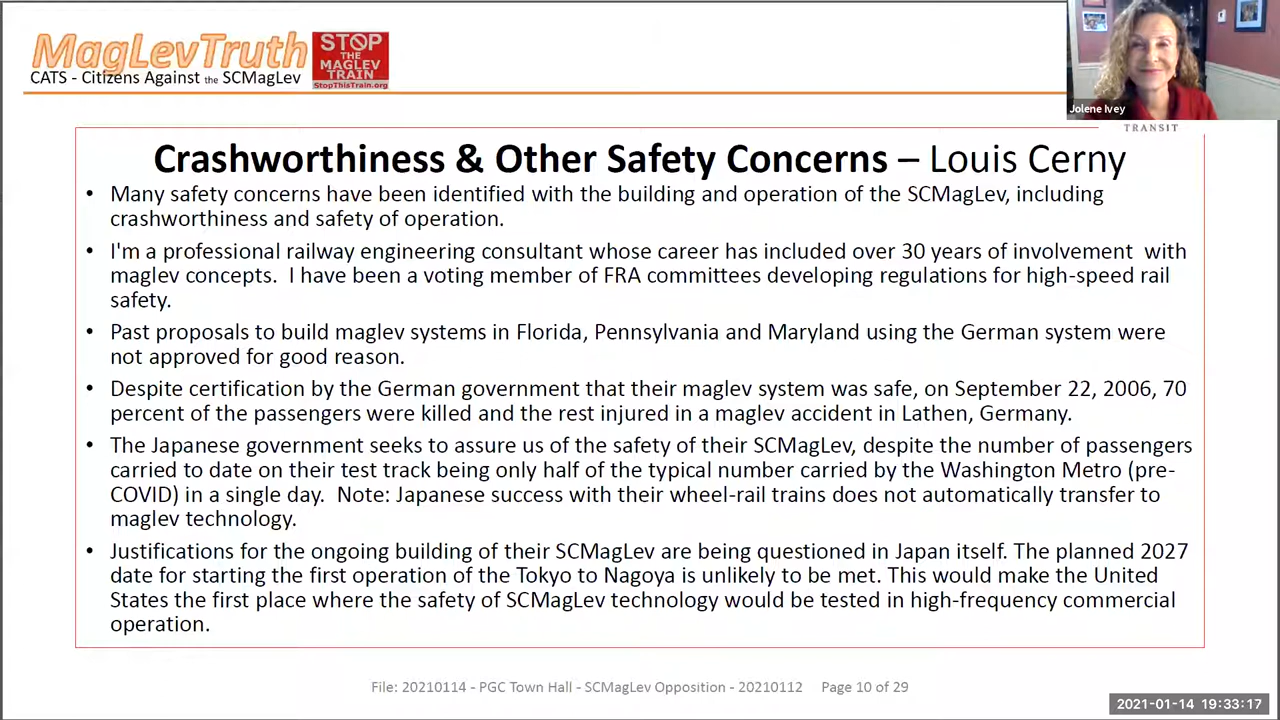 MagLevTruth
CATS - Citizens Against the SCMagLev
STOP
THE
MAGLEV
TRAIN
StopThisTrain.org
Jolene Ivey
TRANSIT
Crashworthiness & Other Safety Concerns – Louis Cerny
• Many safety concerns have been identified with the building and operation of the SCMagLev, including
crashworthiness and safety of operation.
• I'm a professional railway engineering consultant whose career has included over 30 years of involvement with
maglev concepts. I have been a voting member of FRA committees developing regulations for high-speed rail
safety.
• Past proposals to build maglev systems in Florida, Pennsylvania and Maryland using the German system were
not approved for good reason.
• Despite certification by the German government that their maglev system was safe, on September 22, 2006, 70
percent of the passengers were killed and the rest injured in a maglev accident in Lathen, Germany.
• The Japanese government seeks to assure us of the safety of their SCMagLev, despite the number of passengers
carried to date on their test track being only half of the typical number carried by the Washington Metro (pre-
COVID) in a single day. Note: Japanese success with their wheel-rail trains does not automatically transfer to
maglev technology.
• Justifications for the ongoing building of their SCMagLev are being questioned in Japan itself. The planned 2027
date for starting the first operation of the Tokyo to Nagoya is unlikely to be met. This would make the United
States the first place where the safety of SCMagLev technology would be tested in high-frequency commercial
operation.
File: 20210114 - PGC Town Hall - SCMagLev Opposition - 20210112 Page 10 of 29
2021-01-14 19:33:17